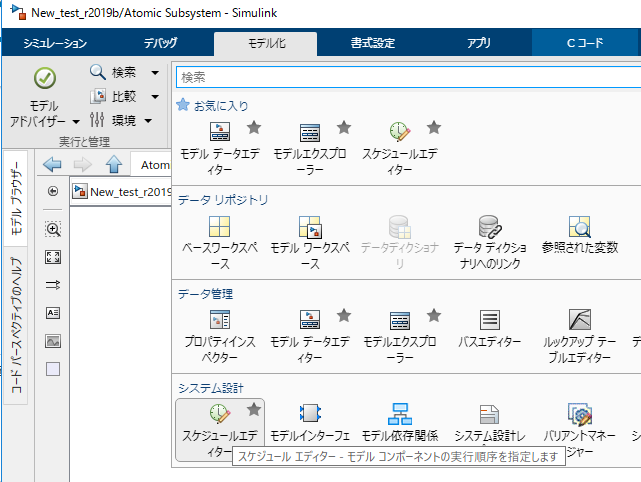 New_test_r2019b/Atomic Subsystem - Simulink
シミュレーション
デバッグ
モデル化
書式設定
アプリ
C コード
モデル
アドバイザー
検索
比較
環境
実行と管理
検索
お気に入り
モデル データエディ
ター
モデルエクスプロ
ーラー
スケジュールエディ
ター
データ リポジトリ
ベースワークスペ
ース
モデル ワークスペ
ース
データディクショナ
リ
データ ディクショ
ナリへのリンク
参照された変数
データ管理
プロパティインス
ペクター
モデル データエデ
ィター
モデルエクスプロ
ーラー
バスエディター
ルックアップ テー
ブルエディター
システム設計
スケジュールエデ
ィター
モデルインターフェ
モデル依存関係
システム設計レ
バリアントマネー
ジャー
スケジュール エディター - モデル コンポーネントの実行順序を指定します
モデル ブラウザー
コード パースペクティブのヘルプ
Atom
New_test_r2019